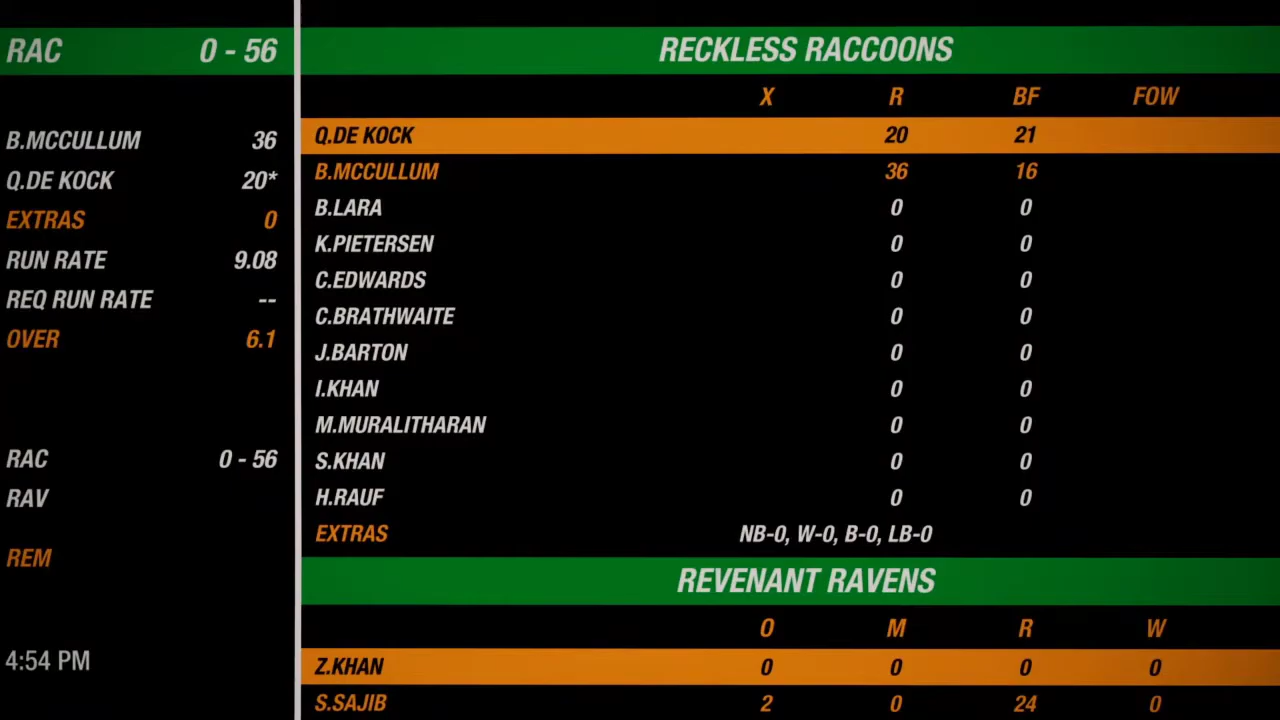 RAC 0 - 56
B.MCCULLUM 36
Q.DE KOCK 20*
EXTRAS 0
RUN RATE 9.08
REQ RUN RATE --
OVER 6.1
RAC 0 - 56
RAV
REM
4:54 PM
RECKLESS RACCOONS
X R BF FOW
Q.DE KOCK 20 21
B.MCCULLUM 36 16
B.LARA 0 0
K.PIETERSEN 0 0
C.EDWARDS 0 0
C.BRATHWAITE 0 0
J.BARTON 0 0
I.KHAN 0 0
M.MURALITHARAN 0 0
S.KHAN 0 0
H.RAUF 0 0
EXTRAS NB-0, W-0, B-0, LB-0
REVENANT RAVENS
O M R W
Z.KHAN 0 0 0 0
S.SAJIB 2 0 24 0